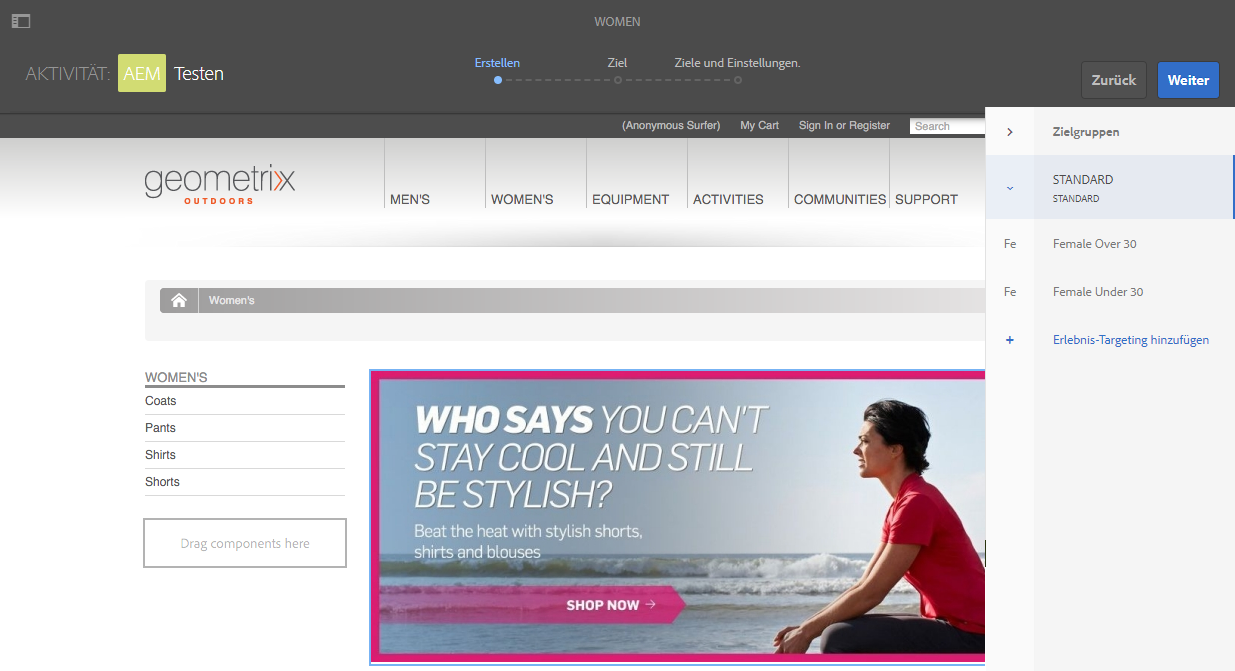 WOMEN
AKTIVITÄT: AEM Testen
Erstellen Ziel Ziele und Einstellungen.
Zurück Weiter
(Anonymous Surfer) My Cart Sign In or Register Search
geometrixx
OUTDOORS
MEN'S WOMEN'S EQUIPMENT ACTIVITIES COMMUNITIES SUPPORT
Women's
WOMEN'S
Coats
Pants
Shirts
Shorts
Drag components here
WHO SAYS YOU CAN'T
STAY COOL AND STILL
BE STYLISH?
Beat the heat with stylish shorts,
shirts and blouses
SHOP NOW
Zielgruppen
STANDARD
STANDARD
Fe Female Over 30
Fe Female Under 30
+ Erlebnis-Targeting hinzufügen